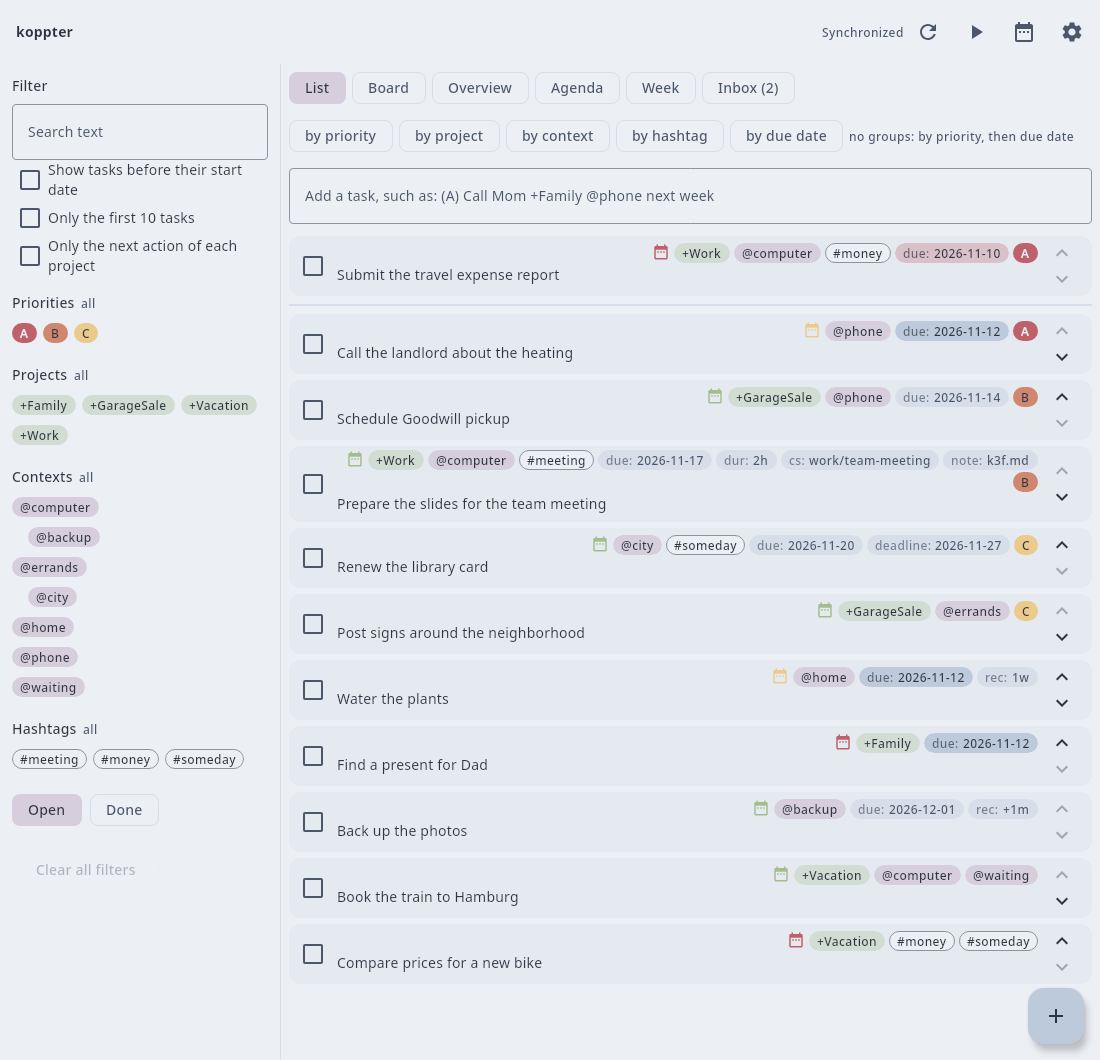 koppter
Synchronized
Filter
Search text
Show tasks before their start
date
Only the first 10 tasks
Only the next action of each
project
Priorities all
A B C
Projects all
+Family +GarageSale +Vacation
+Work
Contexts all
@computer
@backup
@errands
@city
@home
@phone
@waiting
Hashtags all
#meeting #money #someday
Open Done
Clear all filters
List Board Overview Agenda Week Inbox (2)
by priority by project by context by hashtag by due date no groups: by priority, then due date
Add a task, such as: (A) Call Mom +Family @phone next week
+Work @computer #money due: 2026-11-10 A
Submit the travel expense report
@phone due: 2026-11-12 A
Call the landlord about the heating
+GarageSale @phone due: 2026-11-14 B
Schedule Goodwill pickup
+Work @computer #meeting due: 2026-11-17 dur: 2h cs: work/team-meeting note: k3f.md
B
Prepare the slides for the team meeting
@city #someday due: 2026-11-20 deadline: 2026-11-27 C
Renew the library card
+GarageSale @errands C
Post signs around the neighborhood
@home due: 2026-11-12 rec: 1w
Water the plants
+Family due: 2026-11-12
Find a present for Dad
@backup due: 2026-12-01 rec: +1m
Back up the photos
+Vacation @computer @waiting
Book the train to Hamburg
+Vacation #money #someday
Compare prices for a new bike